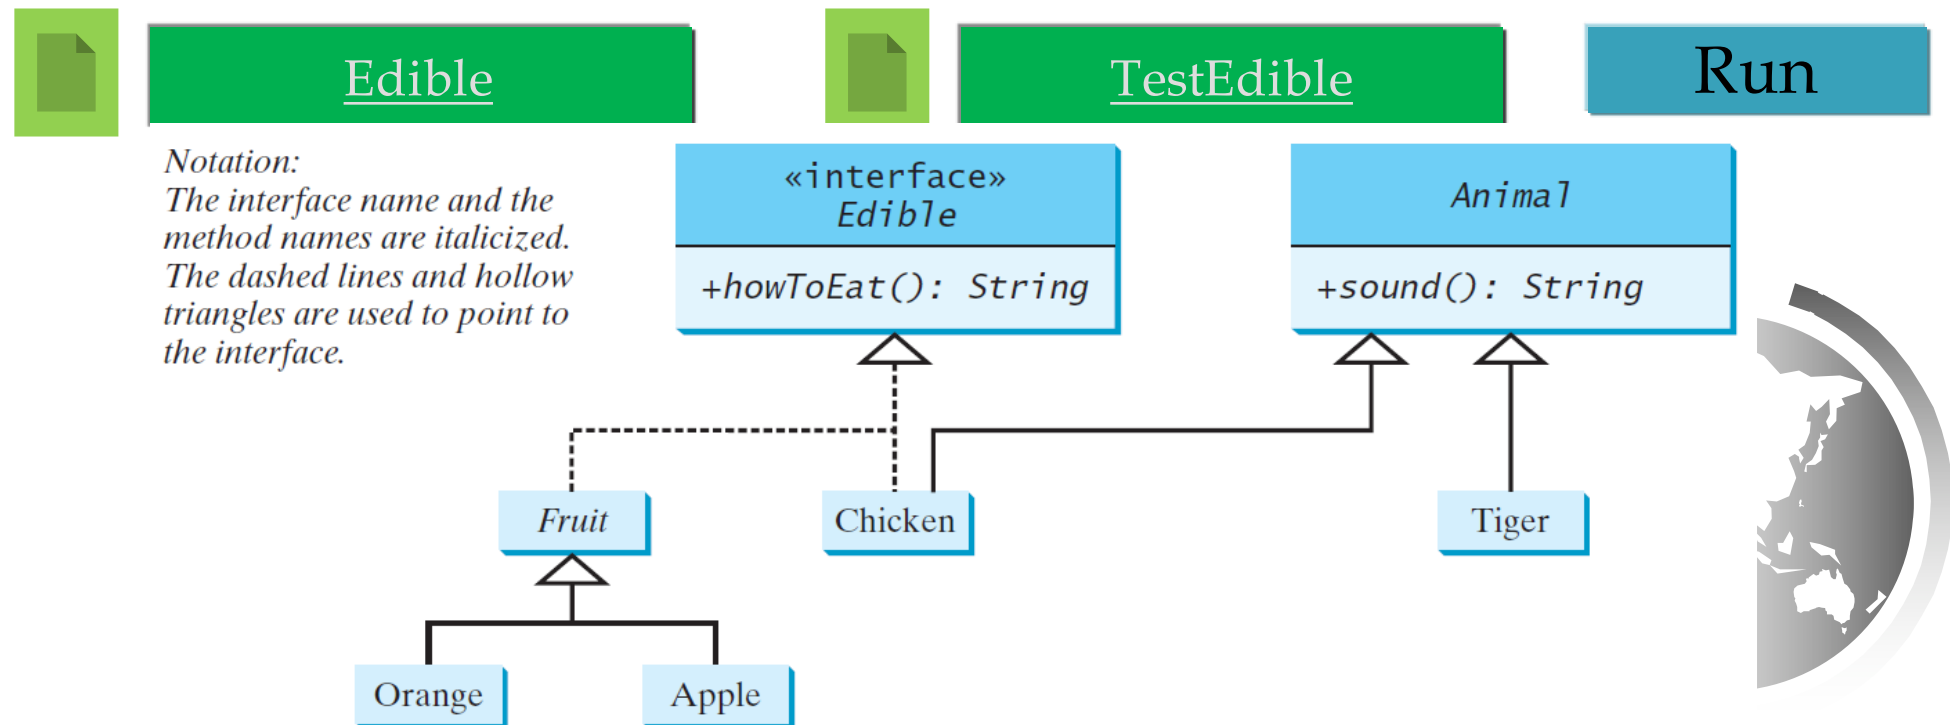 Edible
TestEdible
Run
Notation:
The interface name and the
method names are italicized.
The dashed lines and hollow
triangles are used to point to
the interface.
«interface»
Edible
+howToEat(): String
Animal
+sound(): String
Fruit
Chicken
Tiger
Orange
Apple